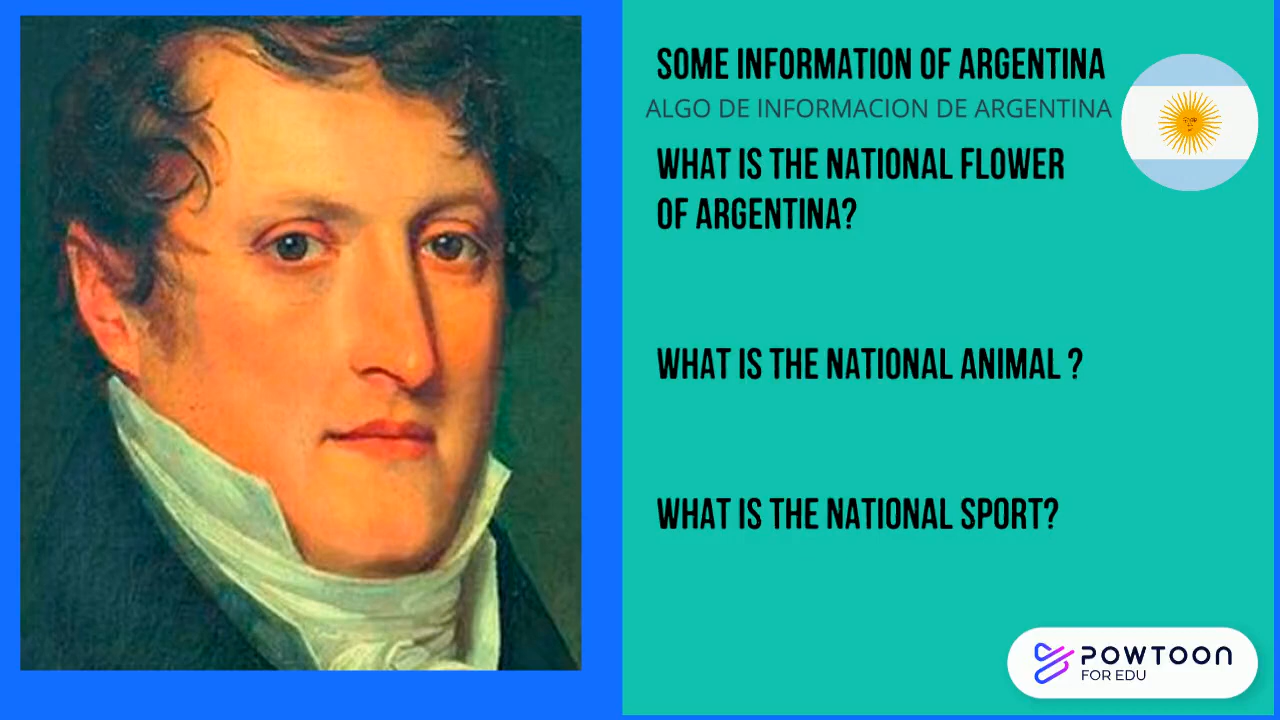 SOME INFORMATION OF ARGENTINA
ALGO DE INFORMACION DE ARGENTINA
WHAT IS THE NATIONAL FLOWER
OF ARGENTINA?
WHAT IS THE NATIONAL ANIMAL ?
WHAT IS THE NATIONAL SPORT?
POWTOON
FOR EDU